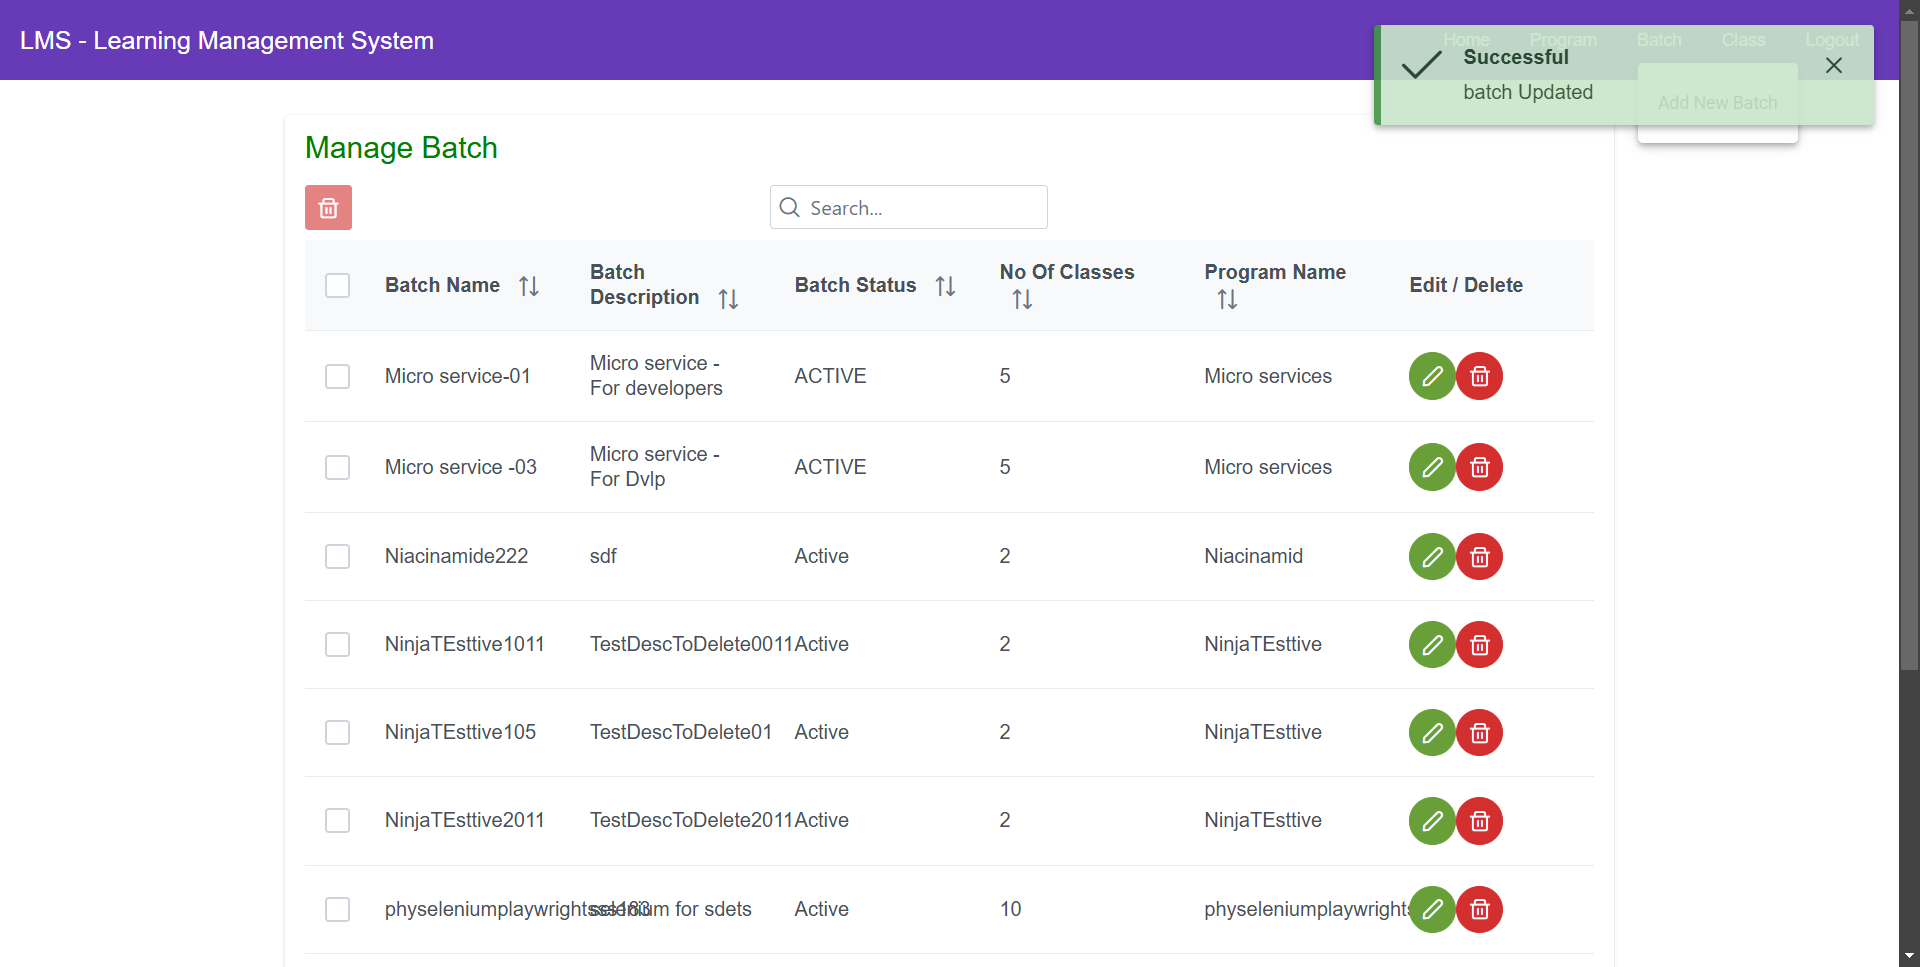 LMS - Learning Management System
Home Program Batch Class Logout
Successful
batch Updated
Add New Batch
Manage Batch
Search...
Batch Name
Batch Description
Batch Status
No Of Classes
Program Name
Edit / Delete
Micro service-01
Micro service -
For developers
ACTIVE
5
Micro services
Micro service -03
Micro service -
For Dvlp
ACTIVE
5
Micro services
Niacinamide222
sdf
Active
2
Niacinamid
NinjaTEsttive1011
TestDescToDelete0011
Active
2
NinjaTEsttive
NinjaTEsttive105
TestDescToDelete01
Active
2
NinjaTEsttive
NinjaTEsttive2011
TestDescToDelete2011
Active
2
NinjaTEsttive
for sdets
Active
10